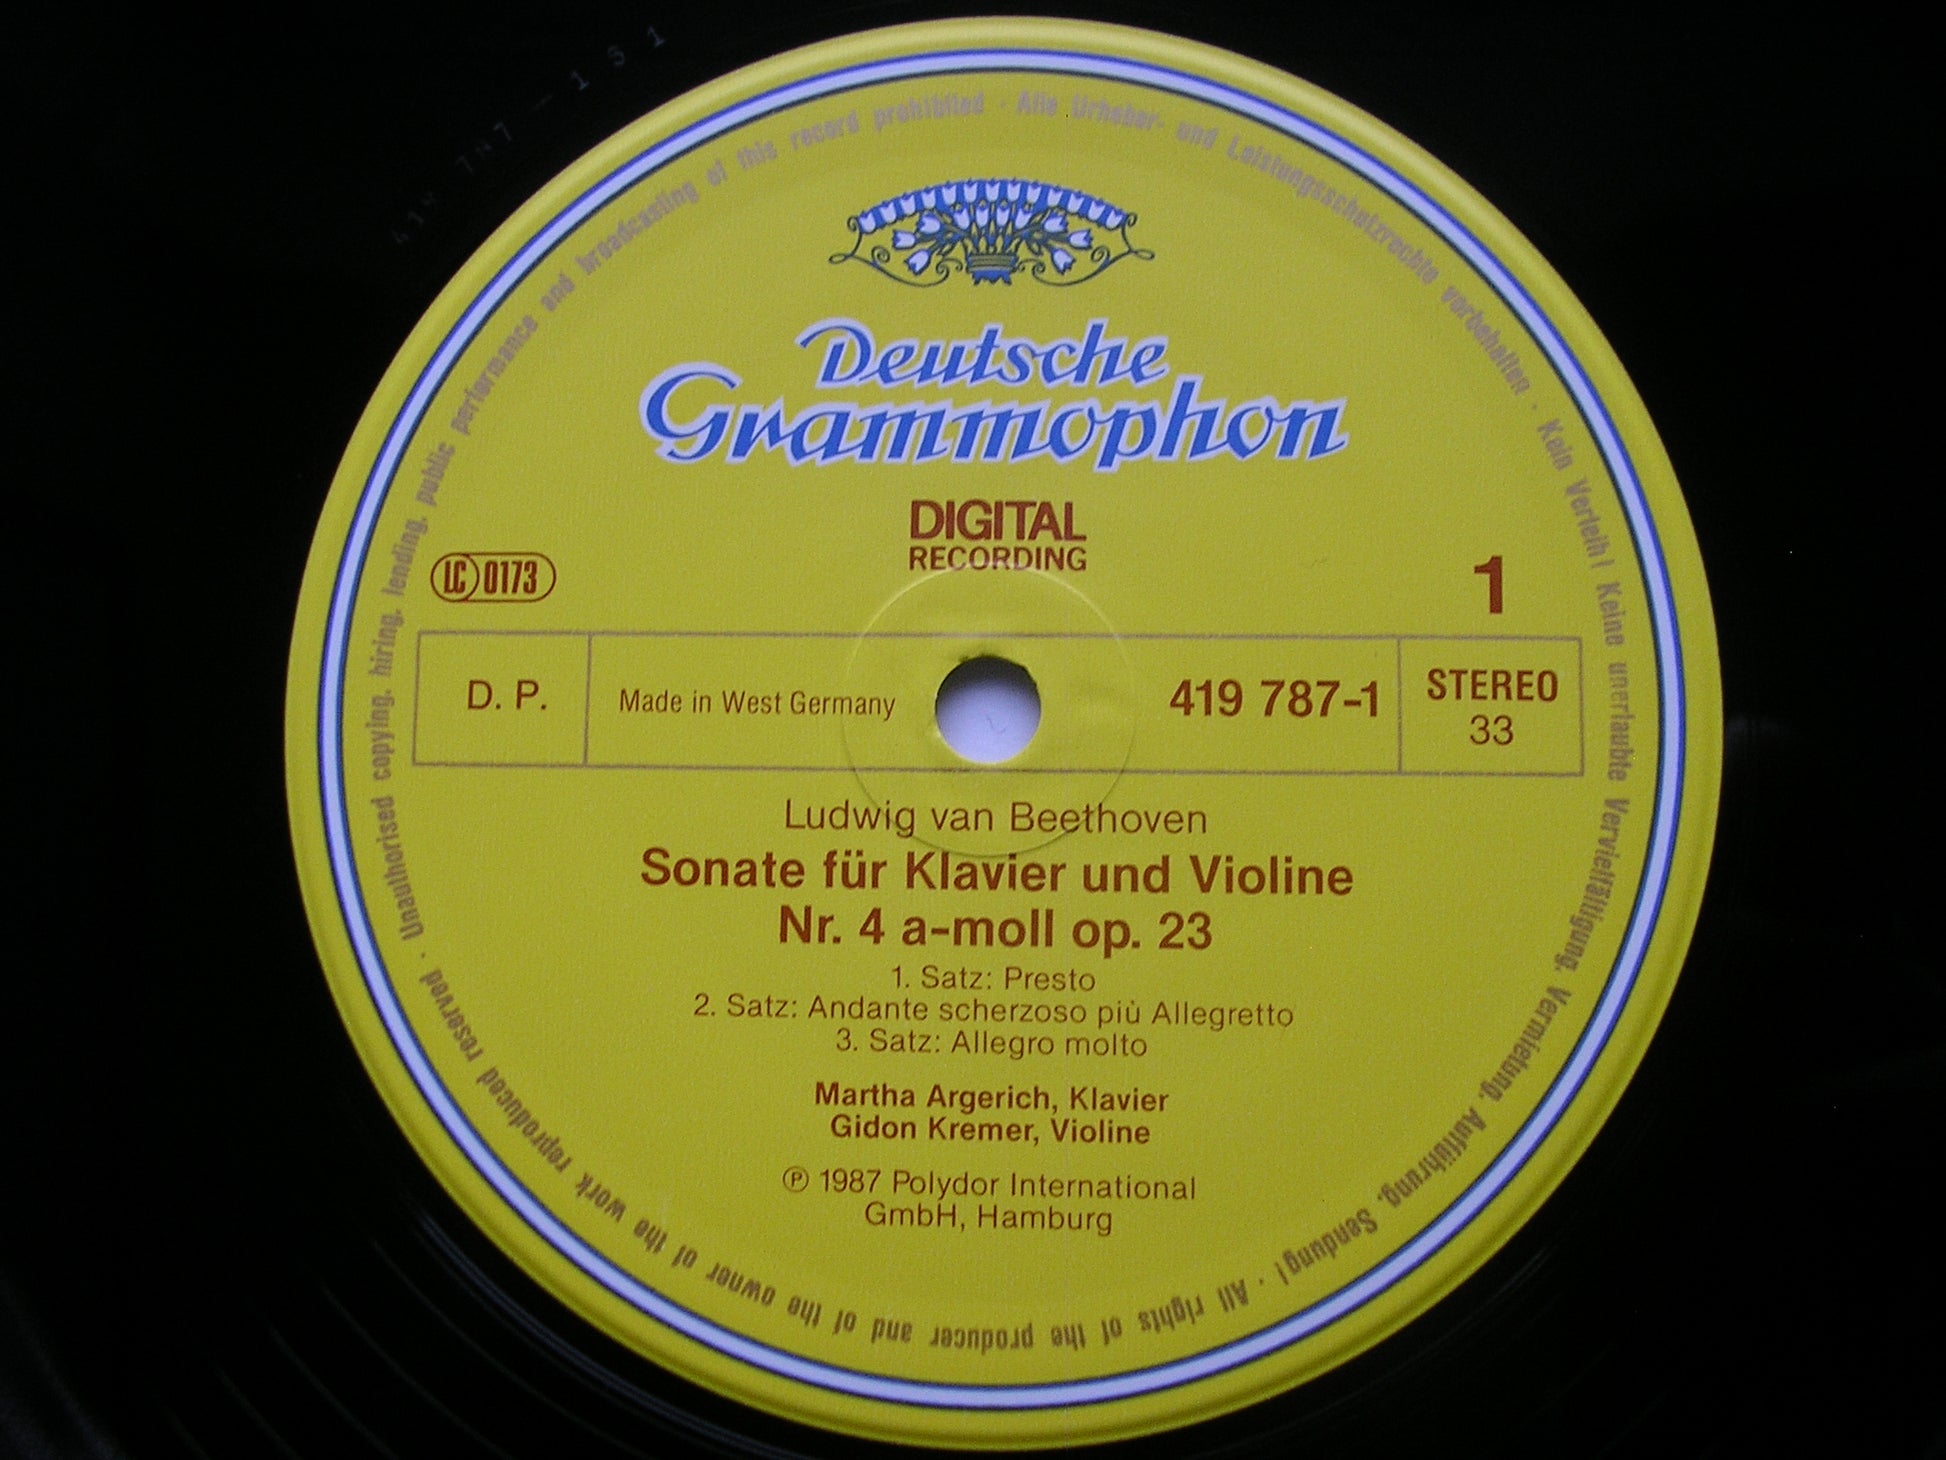 Deutsche
Grammophon
DIGITAL
RECORDING
LC 0173
1
D. P.
Made in West Germany
419 787-1
STEREO
33
Ludwig van Beethoven
Sonate für Klavier und Violine
Nr. 4 a-moll op. 23
1. Satz: Presto
2. Satz: Andante scherzoso più Allegretto
3. Satz: Allegro molto
Martha Argerich, Klavier
Gidon Kremer, Violine
℗ 1987 Polydor International
GmbH, Hamburg
Alle Urheber- und Leistungsschutzrechte vorbehalten · Kein Verleih! Keine unerlaubte Vervielfältigung, Vermietung, Aufführung, Sendung! · All rights of the producer and of the owner of the work reproduced reserved · Unauthorised copying, hiring, lending, public performance and broadcasting of this record prohibited ·